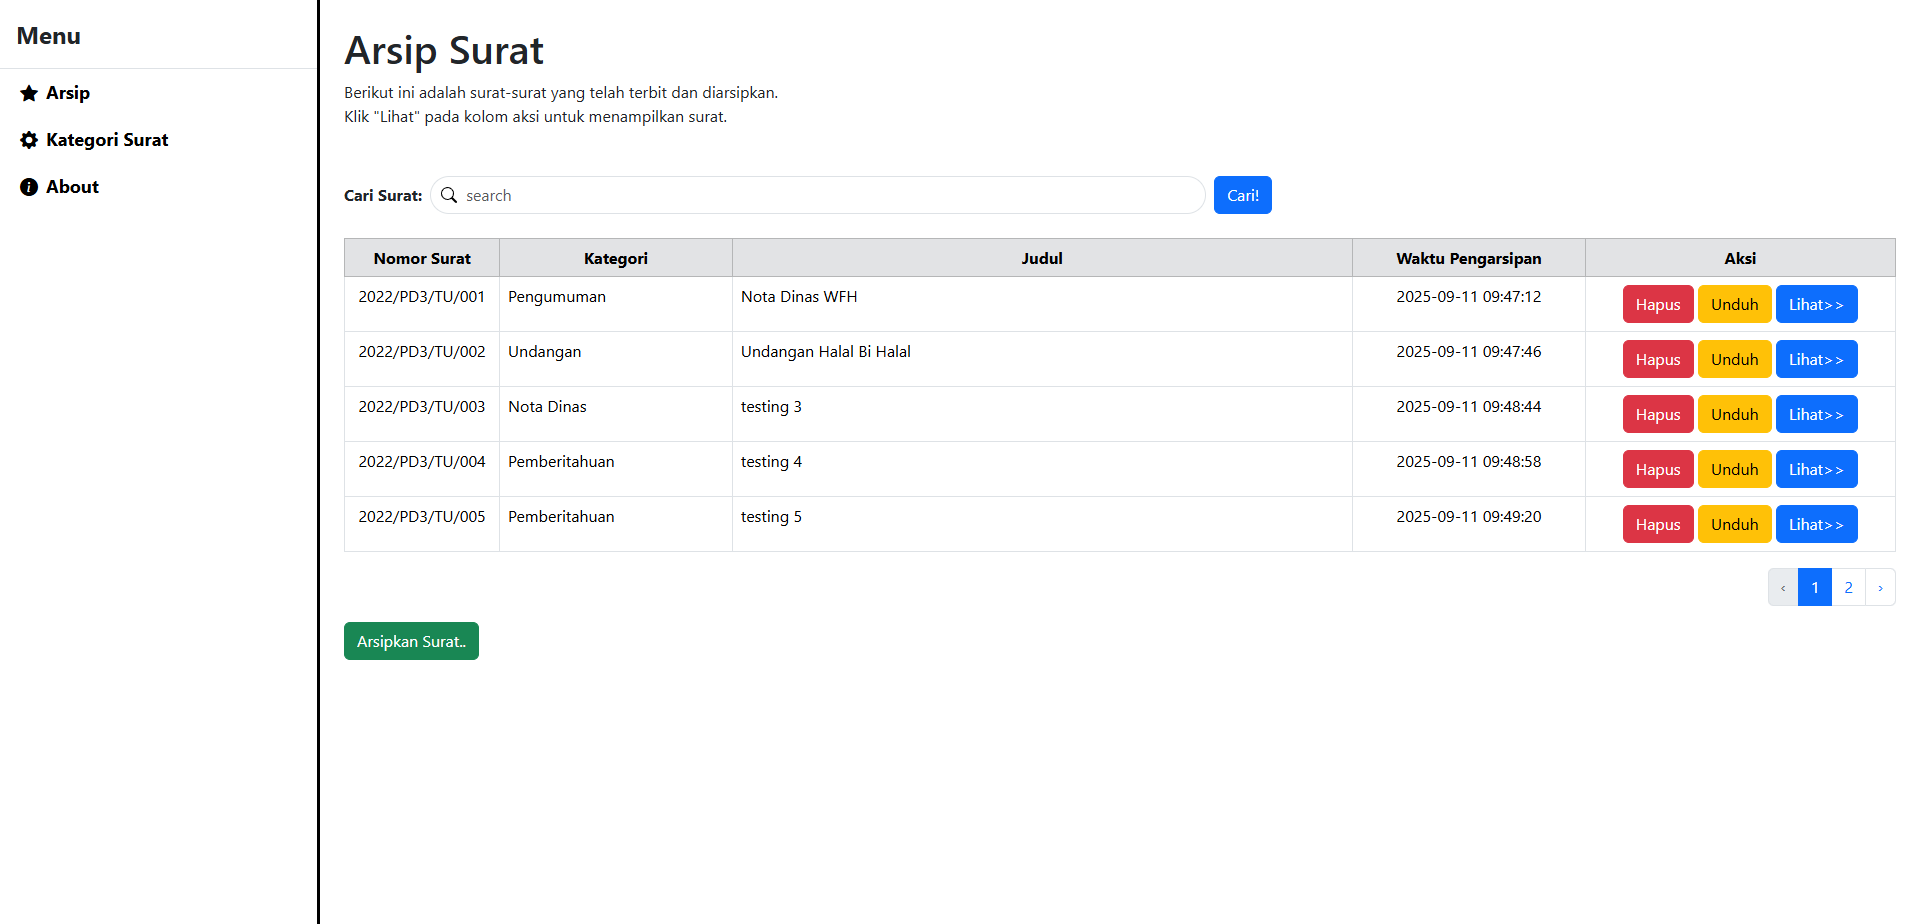 Menu
Arsip
Kategori Surat
About
Arsip Surat
Berikut ini adalah surat-surat yang telah terbit dan diarsipkan.
Klik "Lihat" pada kolom aksi untuk menampilkan surat.
Cari Surat: search Cari!
Nomor Surat Kategori Judul Waktu Pengarsipan Aksi
2022/PD3/TU/001 Pengumuman Nota Dinas WFH 2025-09-11 09:47:12 Hapus Unduh Lihat>>
2022/PD3/TU/002 Undangan Undangan Halal Bi Halal 2025-09-11 09:47:46 Hapus Unduh Lihat>>
2022/PD3/TU/003 Nota Dinas testing 3 2025-09-11 09:48:44 Hapus Unduh Lihat>>
2022/PD3/TU/004 Pemberitahuan testing 4 2025-09-11 09:48:58 Hapus Unduh Lihat>>
2022/PD3/TU/005 Pemberitahuan testing 5 2025-09-11 09:49:20 Hapus Unduh Lihat>>
‹ 1 2 ›
Arsipkan Surat..